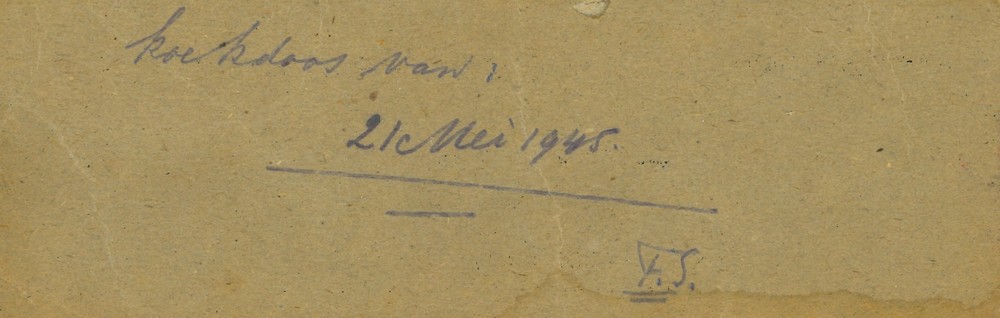 koekdoos van:
21 Mei 1945.
F.S.